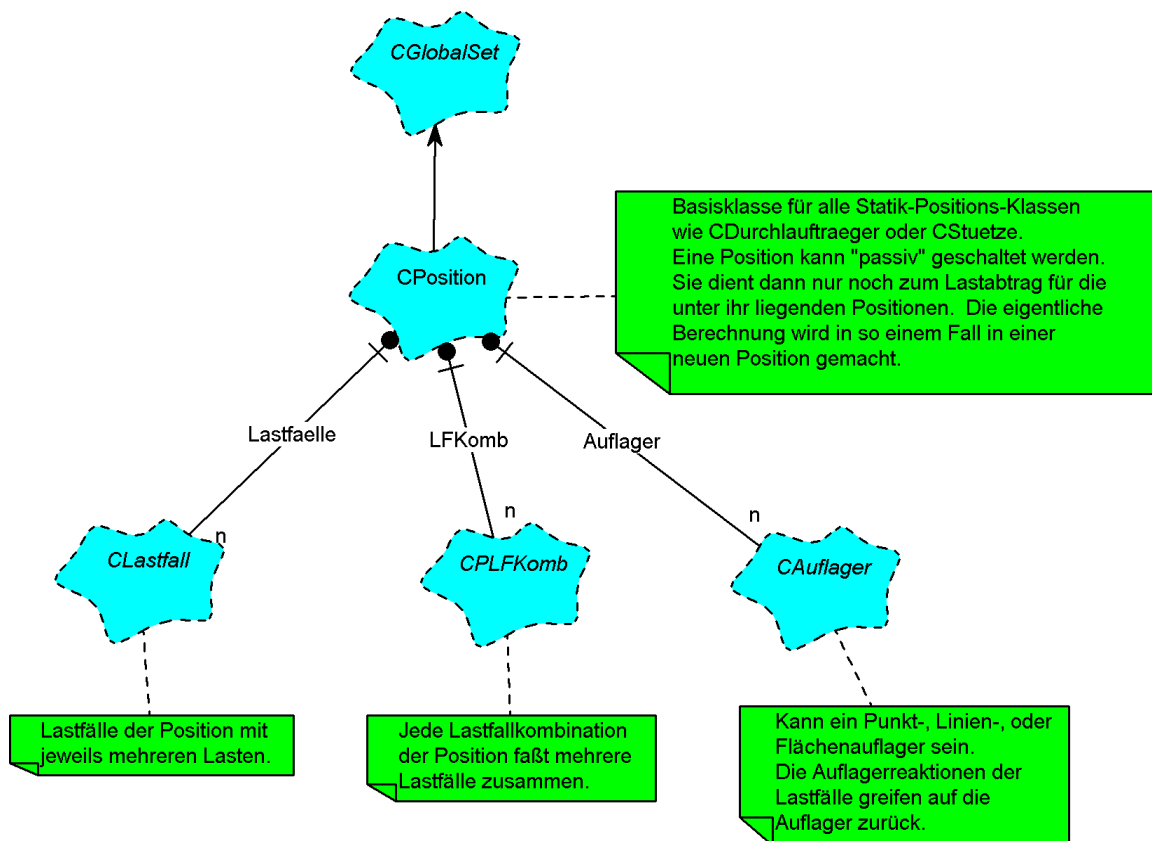 CGlobalSet
CPosition
Basisklasse für alle Statik-Positions-Klassen
wie CDurchlauftraeger oder CStuetze.
Eine Position kann "passiv" geschaltet werden.
Sie dient dann nur noch zum Lastabtrag für die
unter ihr liegenden Positionen.  Die eigentliche
Berechnung wird in so einem Fall in einer
neuen Position gemacht.
Lastfaelle
LFKomb
Auflager
n
n
n
CLastfall
CPLFKomb
CAuflager
Lastfälle der Position mit
jeweils mehreren Lasten.
Jede Lastfallkombination
der Position faßt mehrere
Lastfälle zusammen.
Kann ein Punkt-, Linien-, oder
Flächenauflager sein.
Die Auflagerreaktionen der
Lastfälle greifen auf die
Auflager zurück.